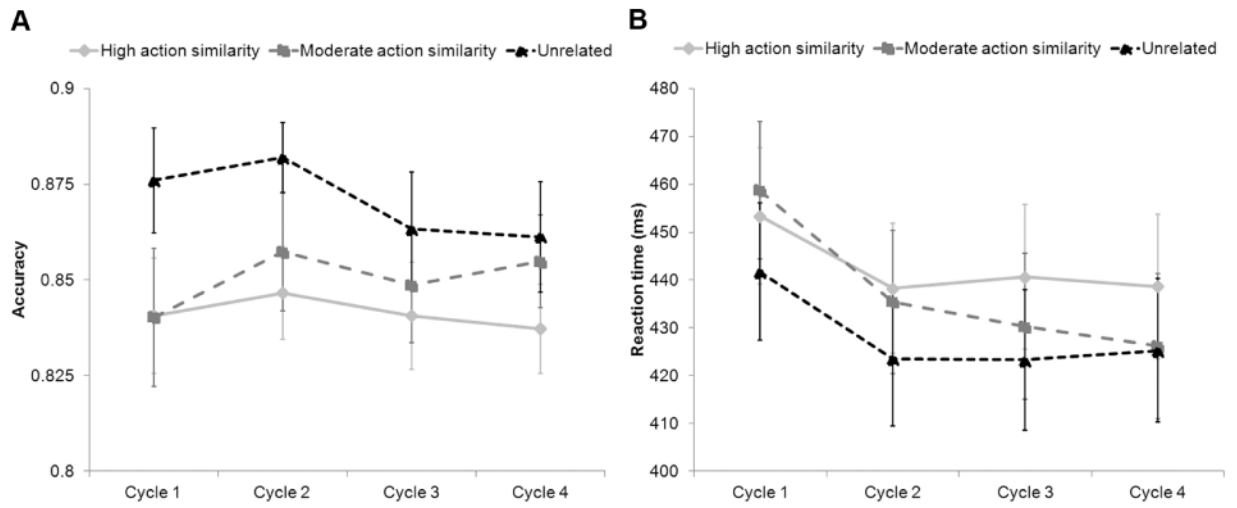 A
High action similarity Moderate action similarity Unrelated
0.9
0.875
0.85
0.825
0.8
Accuracy
Cycle 1 Cycle 2 Cycle 3 Cycle 4
B
High action similarity Moderate action similarity Unrelated
480
470
460
450
440
430
420
410
400
Reaction time (ms)
Cycle 1 Cycle 2 Cycle 3 Cycle 4